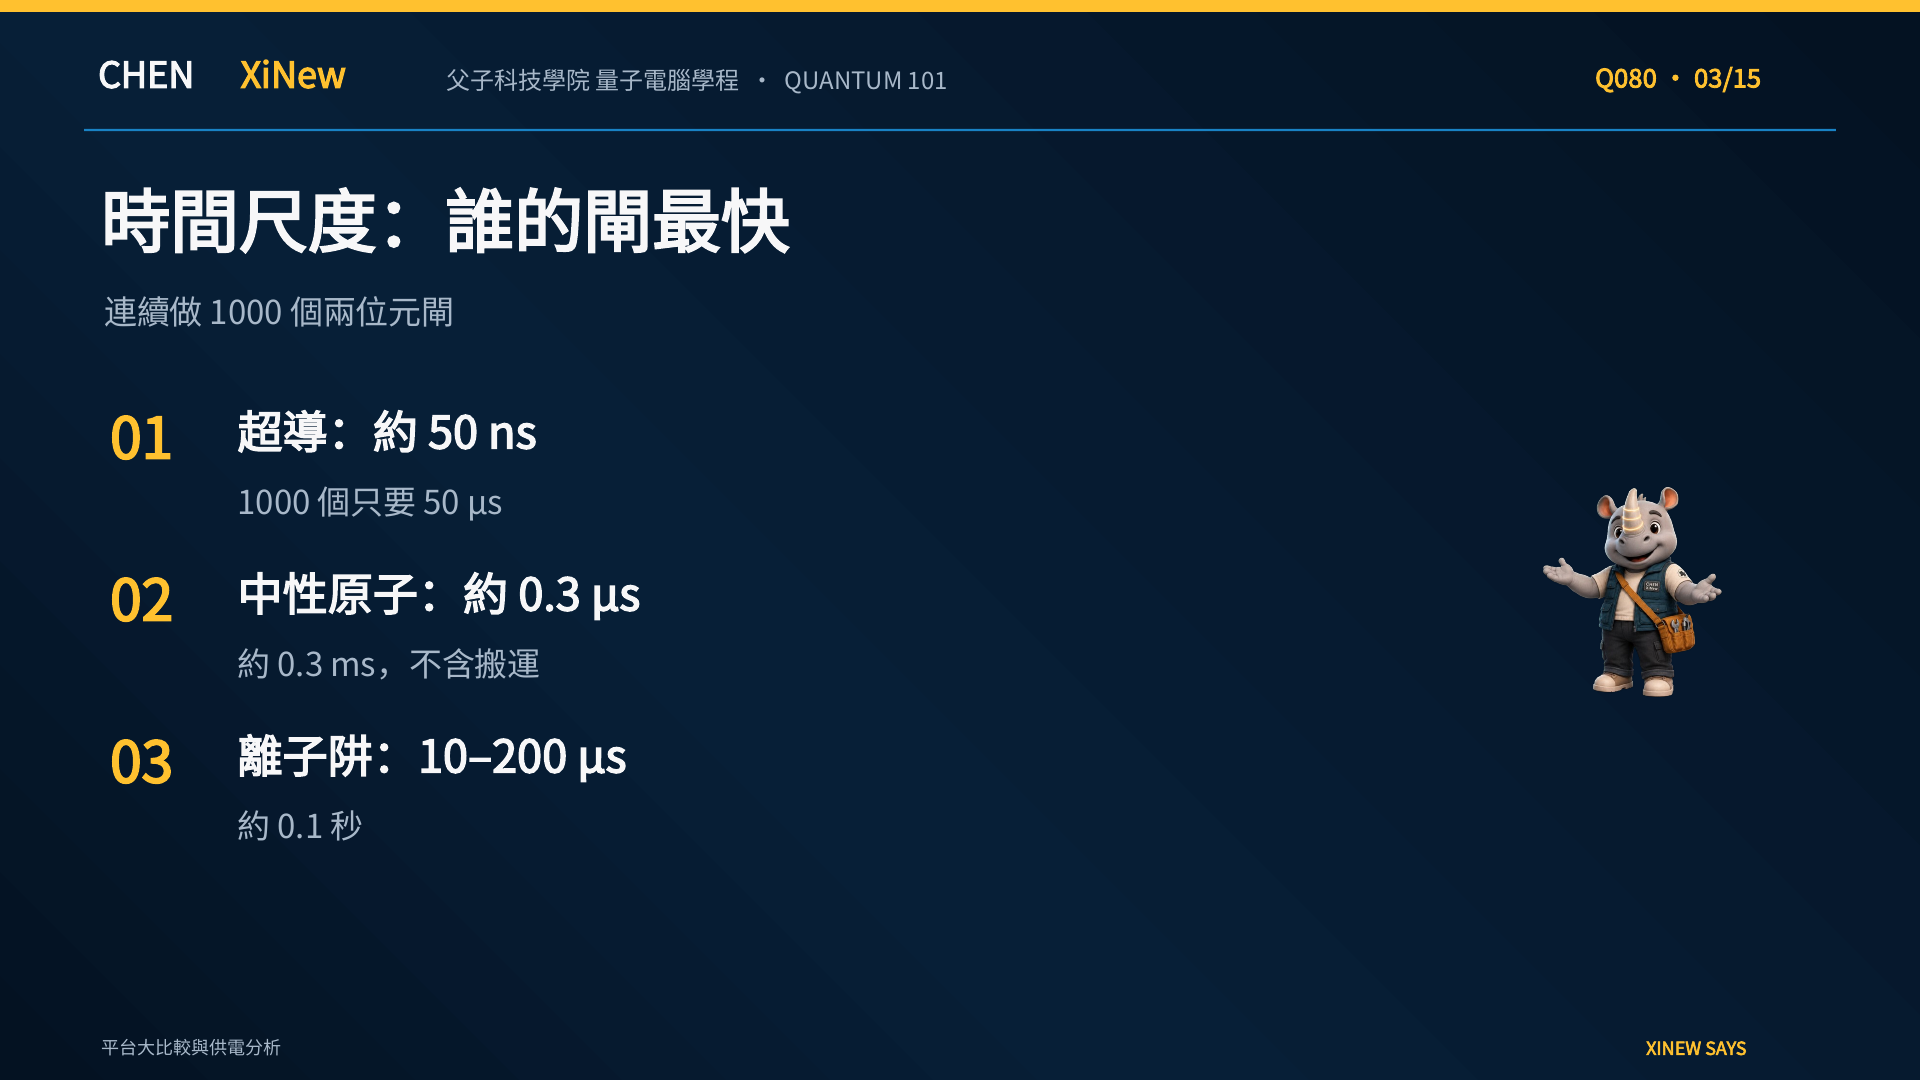 CHEN XiNew 父子科技學院 量子電腦學程 · QUANTUM 101 Q080 · 03/15
時間尺度：誰的閘最快
連續做 1000 個兩位元閘
01 超導：約 50 ns
1000 個只要 50 μs
02 中性原子：約 0.3 μs
約 0.3 ms，不含搬運
03 離子阱：10–200 μs
約 0.1 秒
平台大比較與供電分析
XINEW SAYS